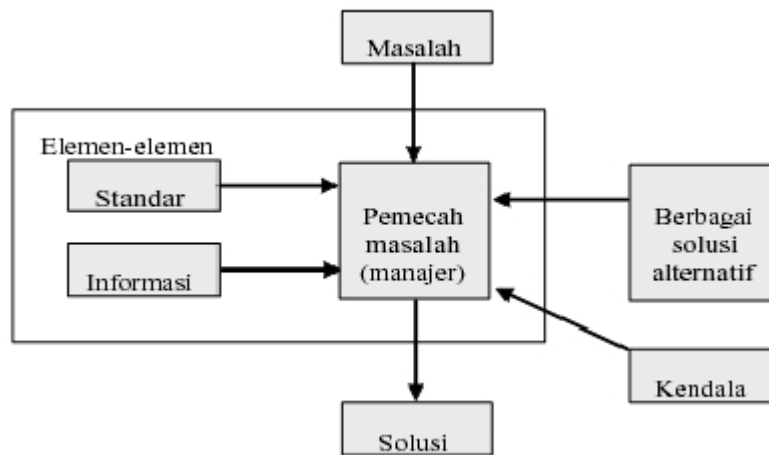 Masalah
Elemen-elemen
Standar
Informasi
Pemecah
masalah
(manajer)
Berbagai
solusi
alternatif
Kendala
Solusi